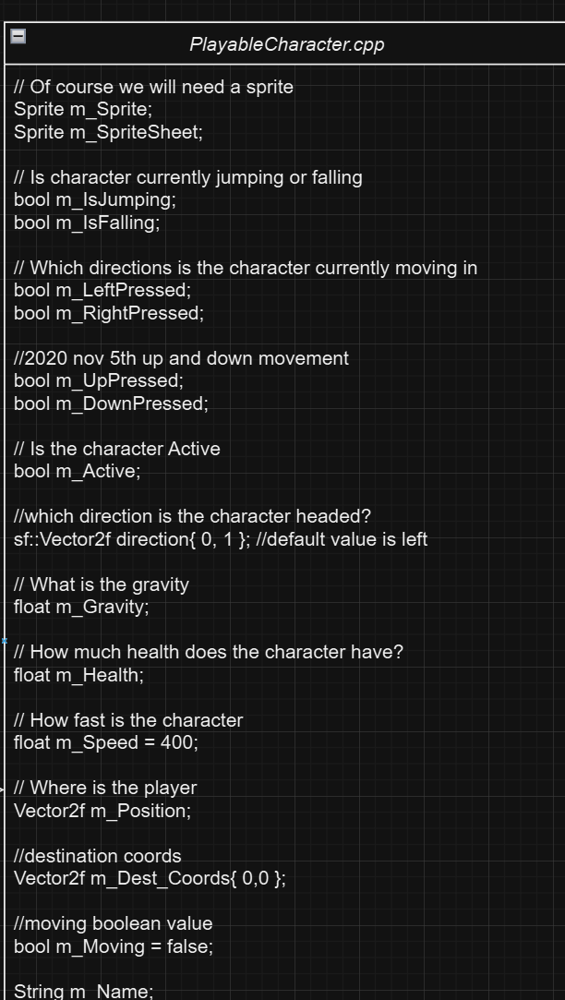 PlayableCharacter.cpp
// Of course we will need a sprite
Sprite m_Sprite;
Sprite m_SpriteSheet;
// Is character currently jumping or falling
bool m_IsJumping;
bool m_IsFalling;
// Which directions is the character currently moving in
bool m_LeftPressed;
bool m_RightPressed;
//2020 nov 5th up and down movement
bool m_UpPressed;
bool m_DownPressed;
// Is the character Active
bool m_Active;
//which direction is the character headed?
sf::Vector2f direction{ 0, 1 }; //default value is left
// What is the gravity
float m_Gravity;
// How much health does the character have?
float m_Health;
// How fast is the character
float m_Speed = 400;
// Where is the player
Vector2f m_Position;
//destination coords
Vector2f m_Dest_Coords{ 0,0 };
//moving boolean value
bool m_Moving = false;
String m_Name;